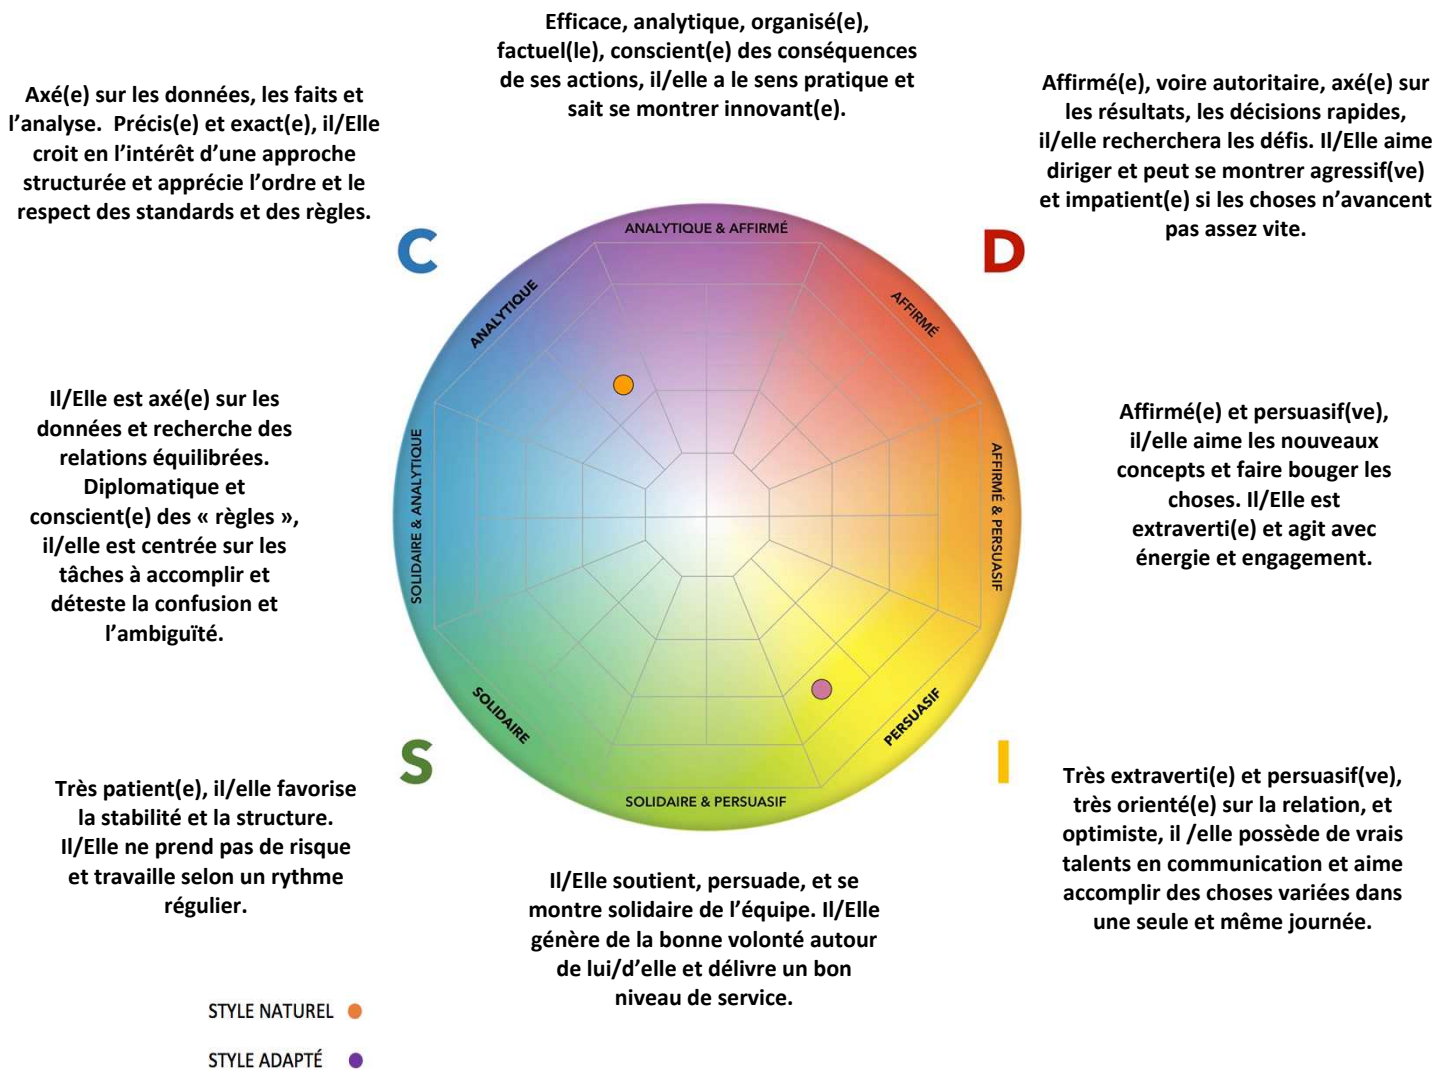 Efficace, analytique, organisé(e),
factuel(le), conscient(e) des conséquences
de ses actions, il/elle a le sens pratique et
sait se montrer innovant(e).
Axé(e) sur les données, les faits et
l’analyse.  Précis(e) et exact(e), il/Elle
croit en l’intérêt d’une approche
structurée et apprécie l’ordre et le
respect des standards et des règles.
Affirmé(e), voire autoritaire, axé(e) sur
les résultats, les décisions rapides,
il/elle recherchera les défis. Il/Elle aime
diriger et peut se montrer agressif(ve)
et impatient(e) si les choses n’avancent
pas assez vite.
C
D
ANALYTIQUE & AFFIRMÉ
ANALYTIQUE
AFFIRMÉ
Il/Elle est axé(e) sur les
données et recherche des
relations équilibrées.
Diplomatique et
conscient(e) des « règles »,
il/elle est centrée sur les
tâches à accomplir et
déteste la confusion et
l’ambiguïté.
SOLIDAIRE & ANALYTIQUE
AFFIRMÉ & PERSUASIF
Affirmé(e) et persuasif(ve),
il/elle aime les nouveaux
concepts et faire bouger les
choses. Il/Elle est
extraverti(e) et agit avec
énergie et engagement.
SOLIDAIRE
PERSUASIF
SOLIDAIRE & PERSUASIF
S
I
Très patient(e), il/elle favorise
la stabilité et la structure.
Il/Elle ne prend pas de risque
et travaille selon un rythme
régulier.
Il/Elle soutient, persuade, et se
montre solidaire de l’équipe. Il/Elle
génère de la bonne volonté autour
de lui/d’elle et délivre un bon
niveau de service.
Très extraverti(e) et persuasif(ve),
très orienté(e) sur la relation, et
optimiste, il /elle possède de vrais
talents en communication et aime
accomplir des choses variées dans
une seule et même journée.
STYLE NATUREL
STYLE ADAPTÉ